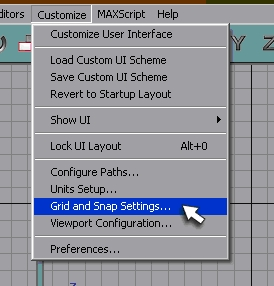 ditors Customize MAXScript Help
Customize User Interface
Load Custom UI Scheme
Save Custom UI Scheme
Revert to Startup Layout
Show UI
Lock UI Layout Alt+0
Configure Paths...
Units Setup...
Grid and Snap Settings...
Viewport Configuration...
Preferences...
Y Z